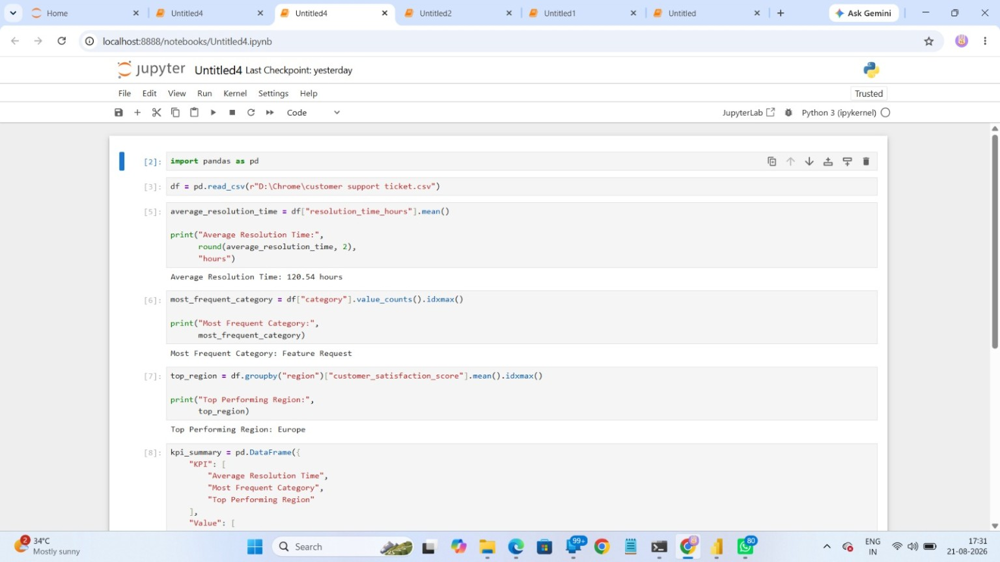 Home
Untitled4
Untitled4
Untitled2
Untitled1
Untitled
Ask Gemini
localhost:8888/notebooks/Untitled4.ipynb
jupyter Untitled4 Last Checkpoint: yesterday
File Edit View Run Kernel Settings Help
Trusted
Code
JupyterLab
Python 3 (ipykernel)
[2]: import pandas as pd
[3]: df = pd.read_csv(r"D:\Chrome\customer support ticket.csv")
[5]: average_resolution_time = df["resolution_time_hours"].mean()
print("Average Resolution Time:",
round(average_resolution_time, 2),
"hours")
Average Resolution Time: 120.54 hours
[6]: most_frequent_category = df["category"].value_counts().idxmax()
print("Most Frequent Category:",
most_frequent_category)
Most Frequent Category: Feature Request
[7]: top_region = df.groupby("region")["customer_satisfaction_score"].mean().idxmax()
print("Top Performing Region:",
top_region)
Top Performing Region: Europe
[8]: kpi_summary = pd.DataFrame({
"KPI": [
"Average Resolution Time",
"Most Frequent Category",
"Top Performing Region"
],
"Value": [
2
34°C
Mostly sunny
Search
99+
80
ENG
IN
17:31
21-08-2026